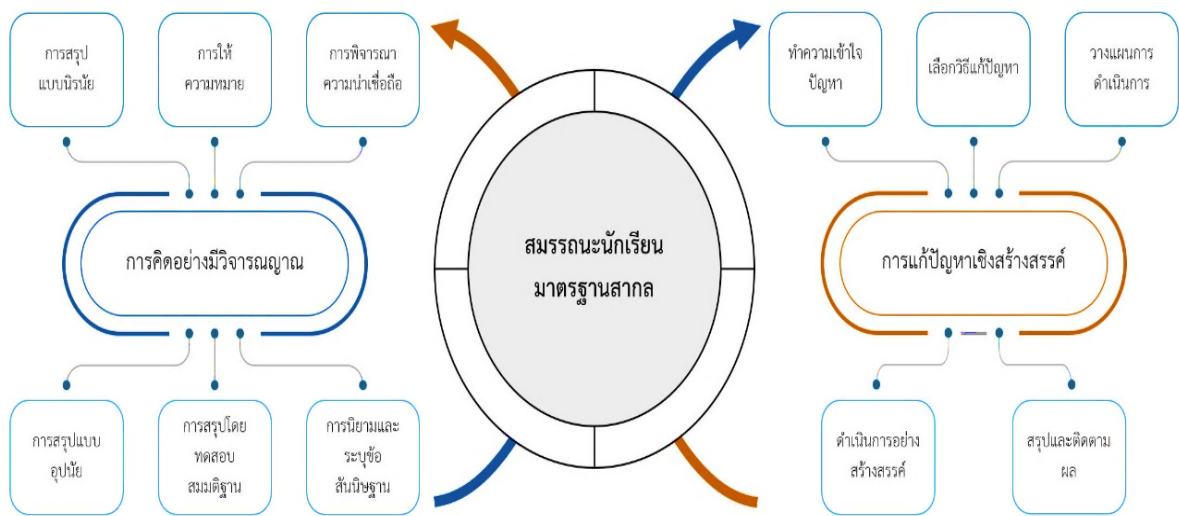 การสรุป
แบบนิรนัย
การให้
ความหมาย
การพิจารณา
ความน่าเชื่อถือ
การคิดอย่างมีวิจารณญาณ
การสรุปแบบ
อุปนัย
การสรุปโดย
ทดสอบ
สมมติฐาน
การนิยามและ
ระบุข้อ
สันนิษฐาน
สมรรถนะนักเรียน
มาตรฐานสากล
ทำความเข้าใจ
ปัญหา
เลือกวิธีแก้ปัญหา
วางแผนการ
ดำเนินการ
การแก้ปัญหาเชิงสร้างสรรค์
ดำเนินการอย่าง
สร้างสรรค์
สรุปและติดตาม
ผล